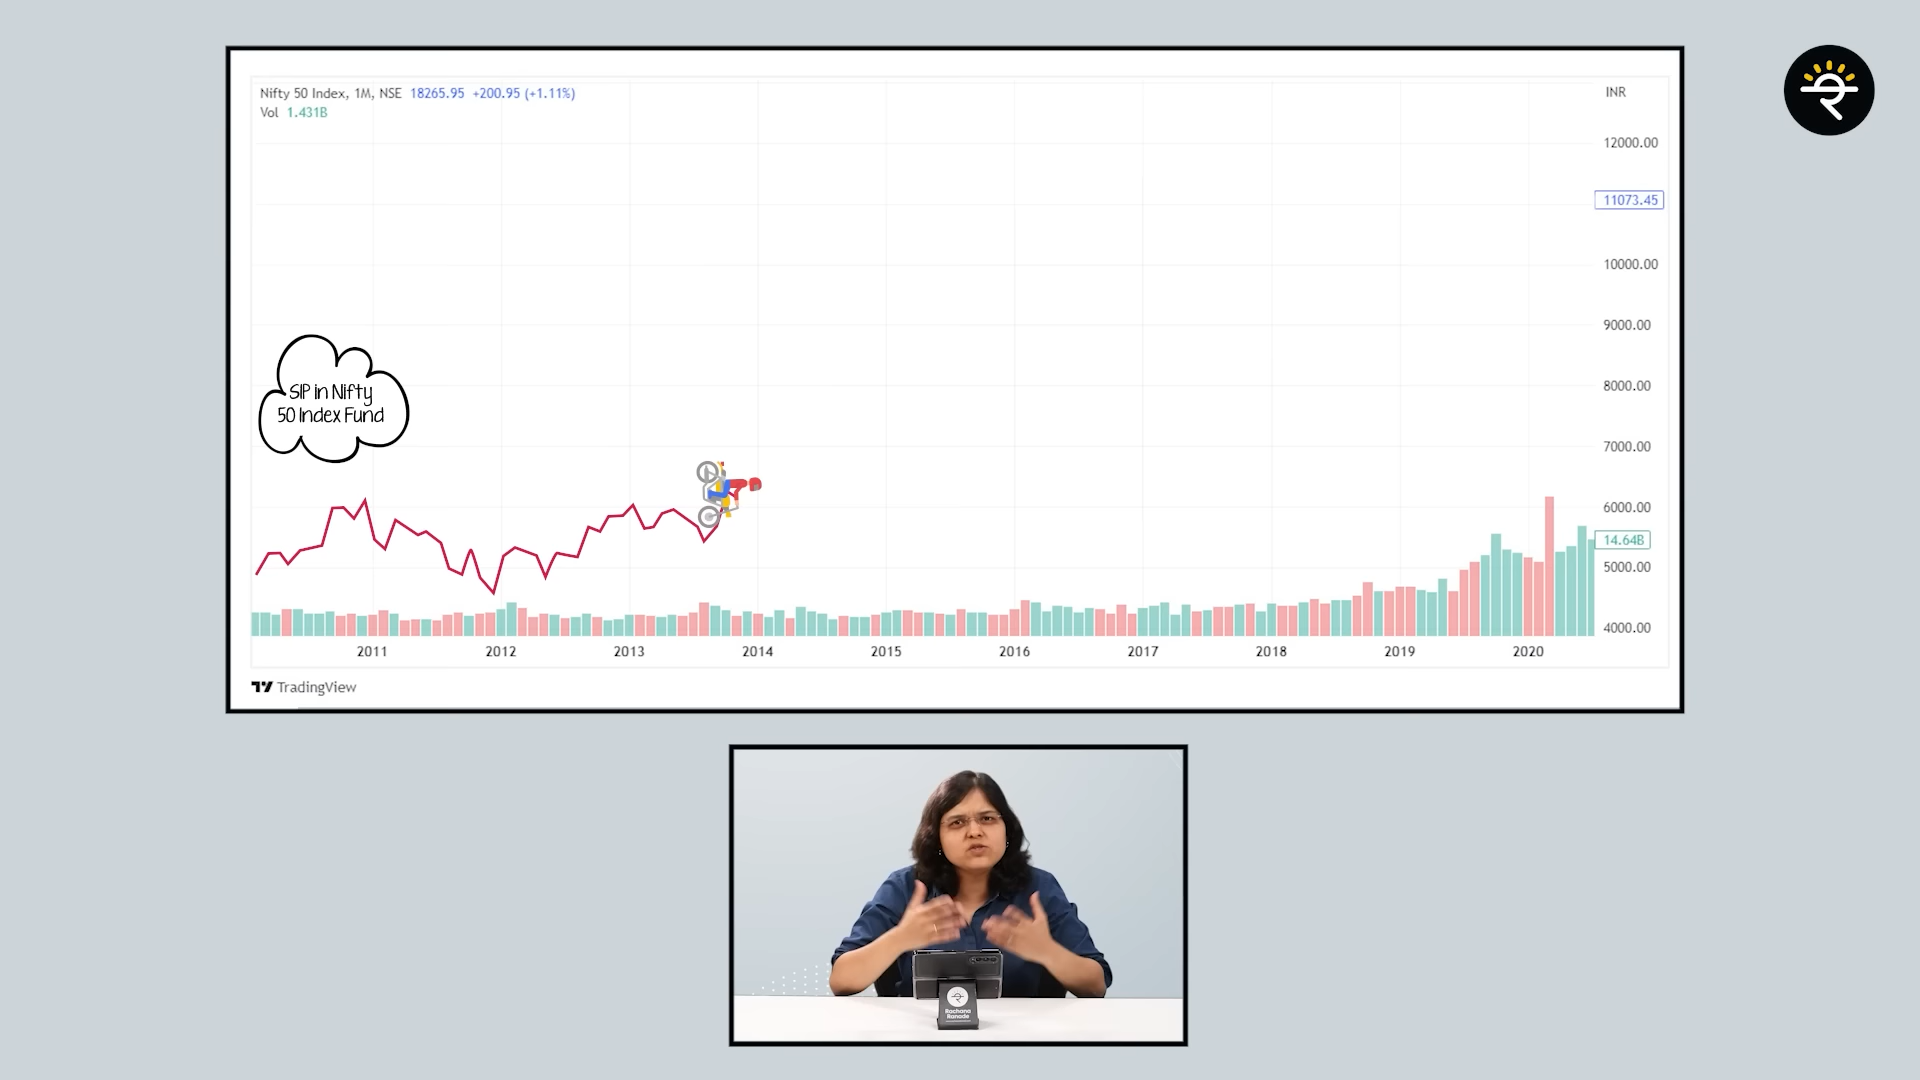 Nifty 50 Index, 1M, NSE 18265.95 +200.95 (+1.11%)
Vol 1.431B
INR
12000.00
11073.45
10000.00
9000.00
8000.00
7000.00
6000.00
14.64B
5000.00
4000.00
SIP in Nifty
50 Index Fund
2011 2012 2013 2014 2015 2016 2017 2018 2019 2020
TradingView
Rachana
Ranade